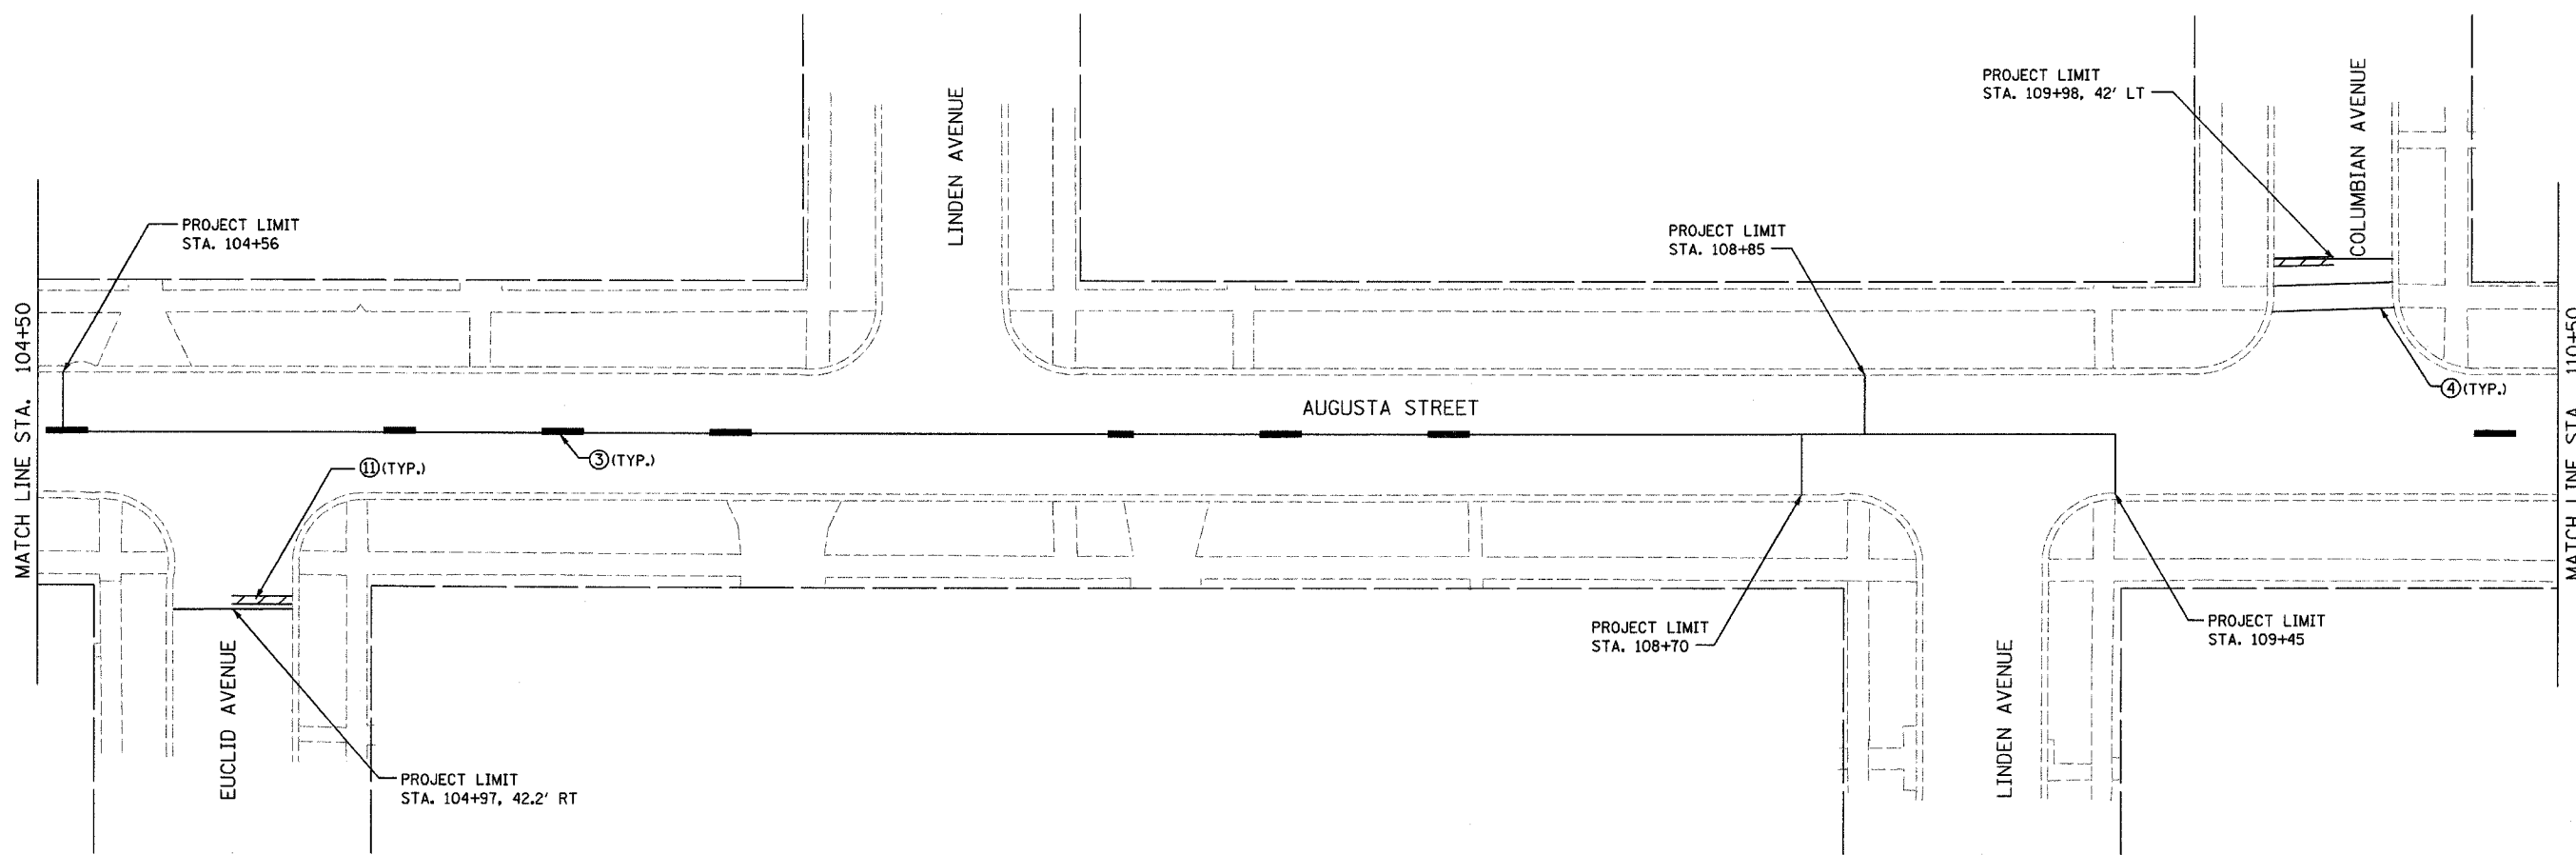 PROJECT LIMIT
STA. 109+98, 42' LT
COLUMBIAN AVENUE
LINDEN AVENUE
PROJECT LIMIT
STA. 104+56
PROJECT LIMIT
STA. 108+85
MATCH LINE STA. 104+50
MATCH LINE STA. 110+50
AUGUSTA STREET
④(TYP.)
③(TYP.)
⑪(TYP.)
PROJECT LIMIT
STA. 108+70
PROJECT LIMIT
STA. 109+45
EUCLID AVENUE
LINDEN AVENUE
PROJECT LIMIT
STA. 104+97, 42.2' RT